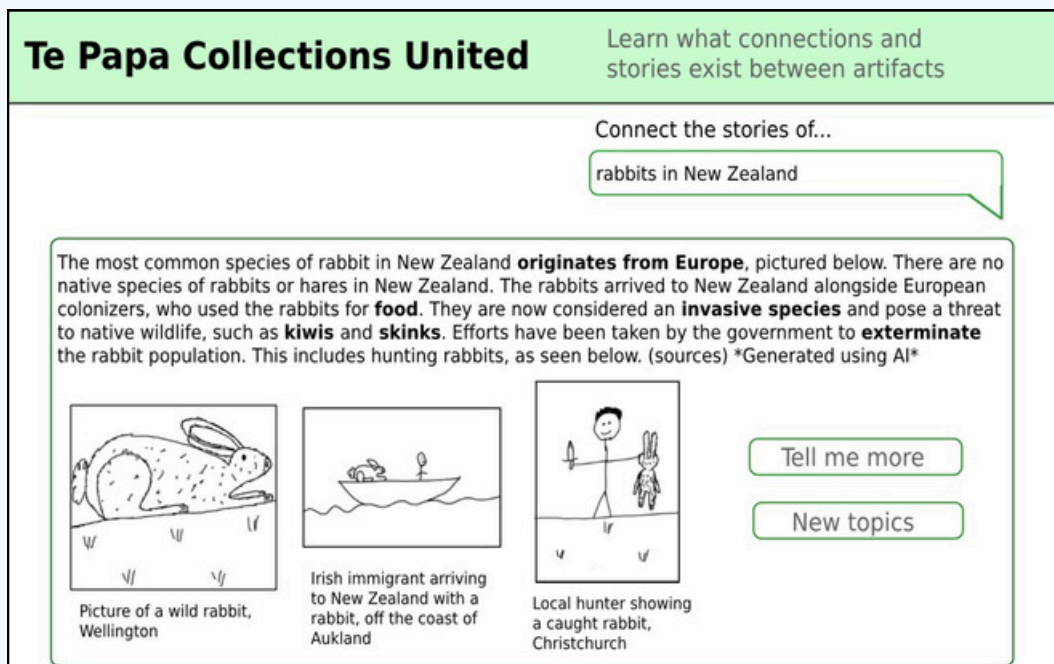 Te Papa Collections United
Learn what connections and
stories exist between artifacts
Connect the stories of...
rabbits in New Zealand
The most common species of rabbit in New Zealand originates from Europe, pictured below. There are no
native species of rabbits or hares in New Zealand. The rabbits arrived to New Zealand alongside European
colonizers, who used the rabbits for food. They are now considered an invasive species and pose a threat
to native wildlife, such as kiwis and skinks. Efforts have been taken by the government to exterminate
the rabbit population. This includes hunting rabbits, as seen below. (sources) *Generated using AI*
Picture of a wild rabbit,
Wellington
Irish immigrant arriving
to New Zealand with a
rabbit, off the coast of
Aukland
Local hunter showing
a caught rabbit,
Christchurch
Tell me more
New topics